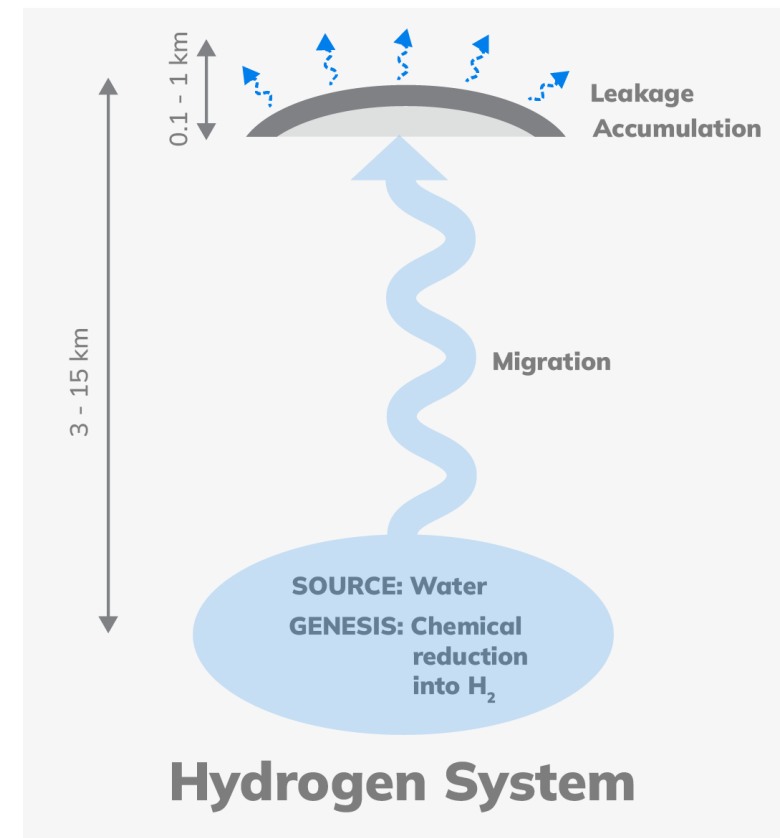 0.1 - 1 km
Leakage
Accumulation
3 - 15 km
Migration
SOURCE: Water
GENESIS: Chemical
reduction
into H₂
Hydrogen System